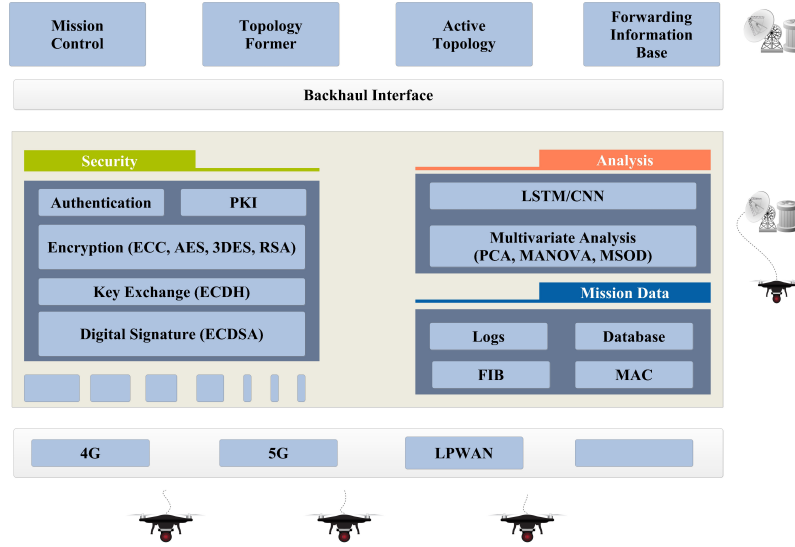 Mission
Control
Topology
Former
Active
Topology
Forwarding
Information
Base
Backhaul Interface
Security
Authentication
PKI
Encryption (ECC, AES, 3DES, RSA)
Key Exchange (ECDH)
Digital Signature (ECDSA)
Analysis
LSTM/CNN
Multivariate Analysis
(PCA, MANOVA, MSOD)
Mission Data
Logs
Database
FIB
MAC
4G
5G
LPWAN